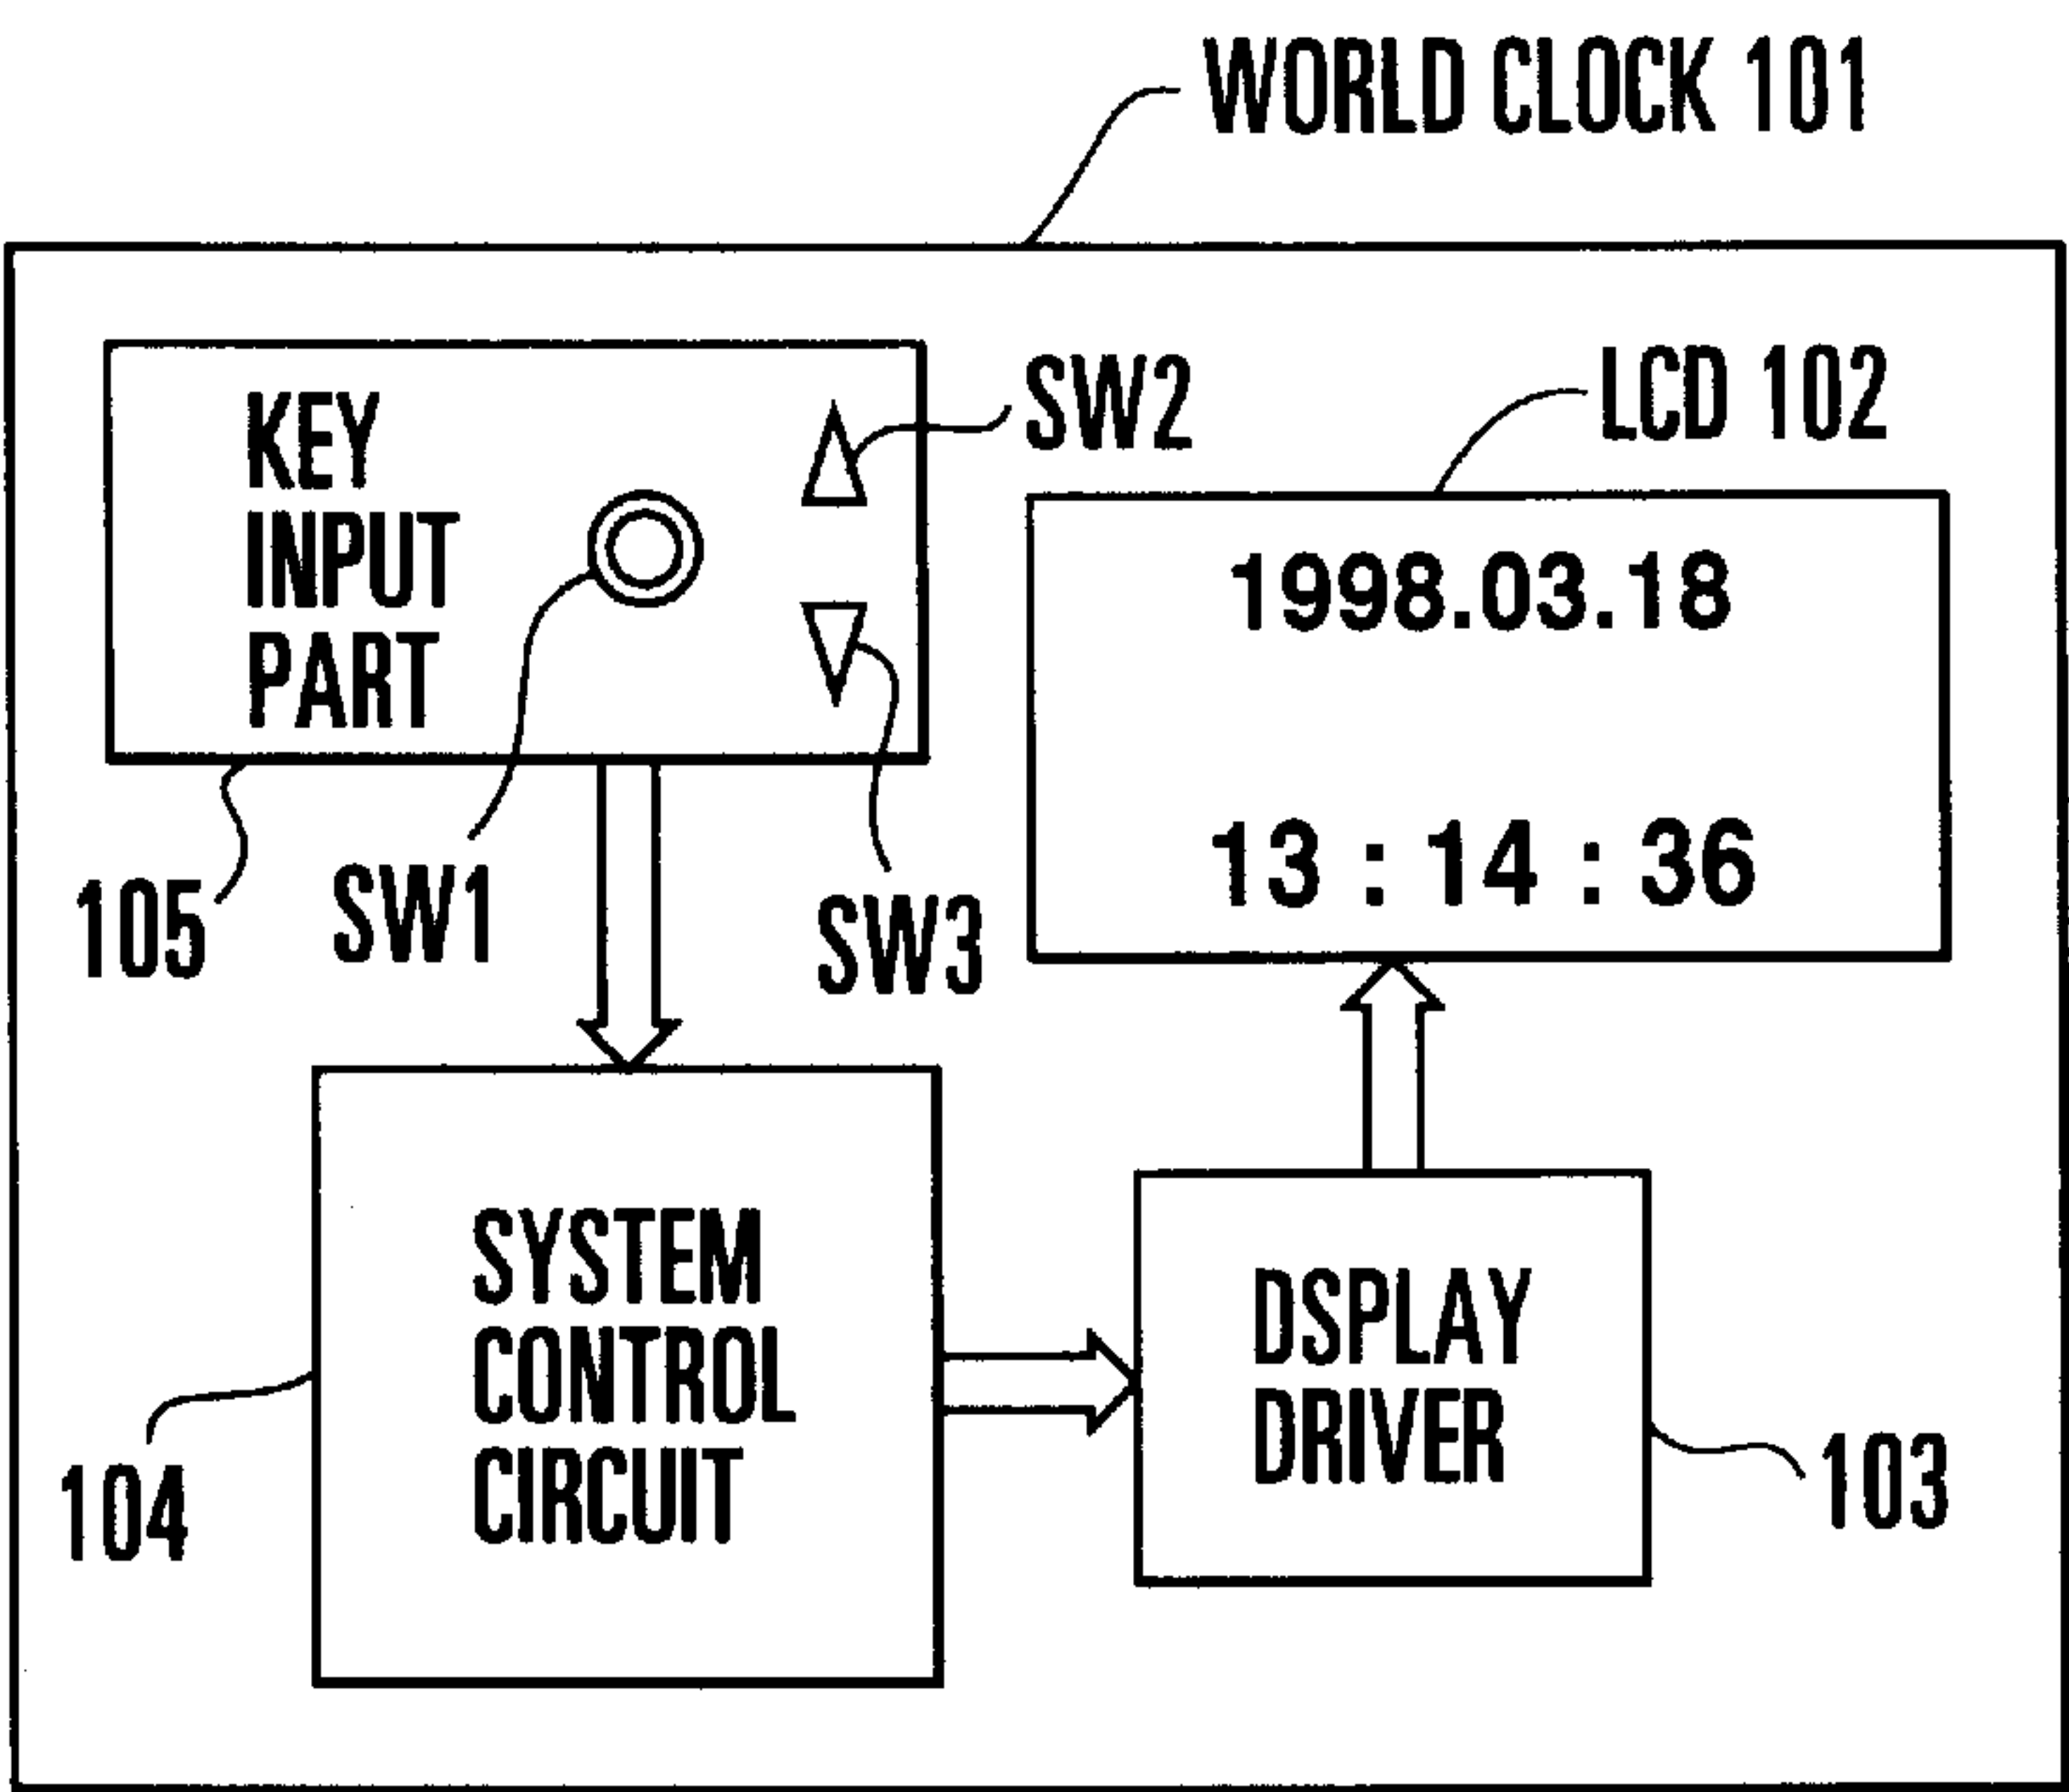 WORLD CLOCK 101
KEY
INPUT
PART
SW2
LCD 102
1998.03.18
13 : 14 : 36
105
SW1
SW3
SYSTEM
CONTROL
CIRCUIT
DSPLAY
DRIVER
104
103